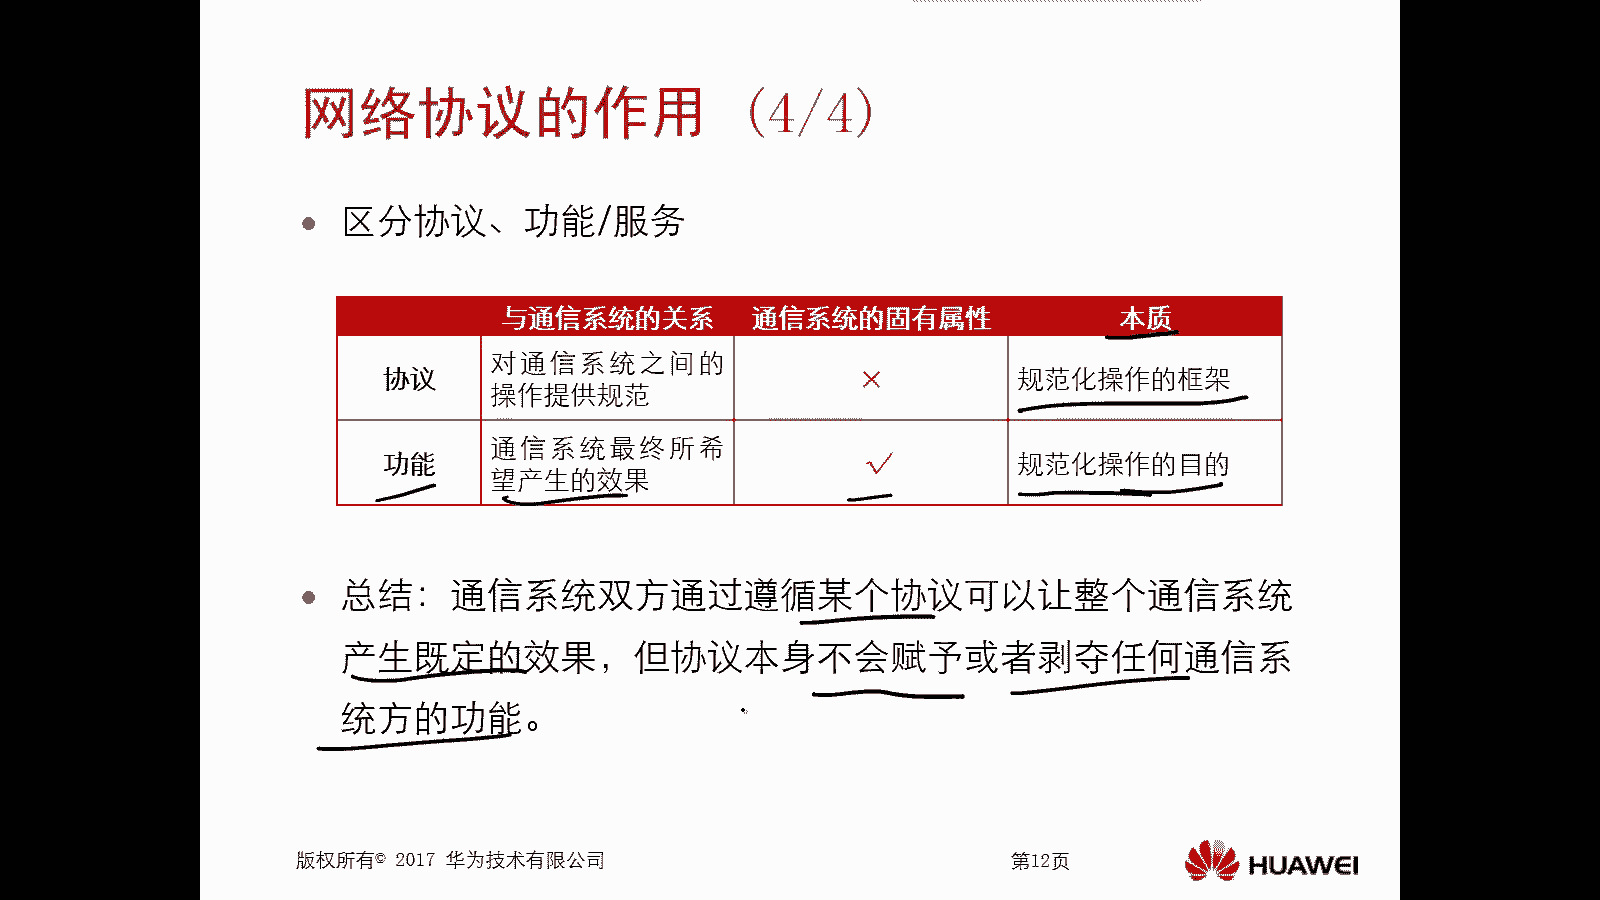 网络协议的作用 (4/4)
● 区分协议、功能/服务
与通信系统的关系 通信系统的固有属性 本质
协议 对通信系统之间的操作提供规范 × 规范化操作的框架
功能 通信系统最终所希望产生的效果 √ 规范化操作的目的
● 总结：通信系统双方通过遵循某个协议可以让整个通信系统
产生既定的效果，但协议本身不会赋予或者剥夺任何通信系
统方的功能。
版权所有© 2017 华为技术有限公司 第12页 HUAWEI